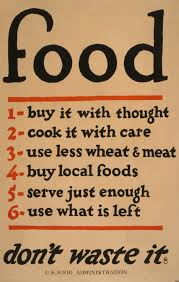 food
1- buy it with thought
2- cook it with care
3- use less wheat & meat
4- buy local foods
5- serve just enough
6- use what is left
don't waste it
U.S. FOOD ADMINISTRATION